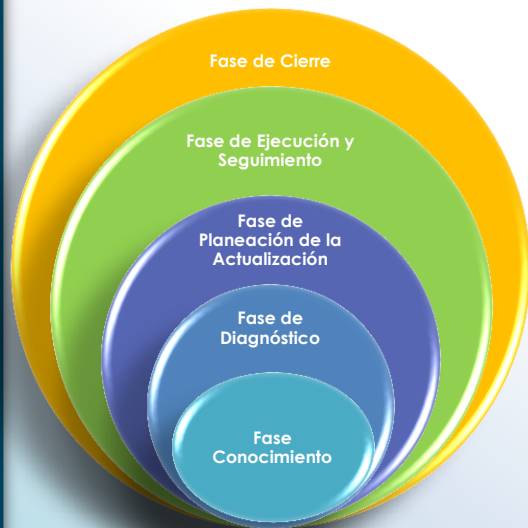 Fase de Cierre
Fase de Ejecución y
Seguimiento
Fase de
Planeación de la
Actualización
Fase de
Diagnóstico
Fase
Conocimiento